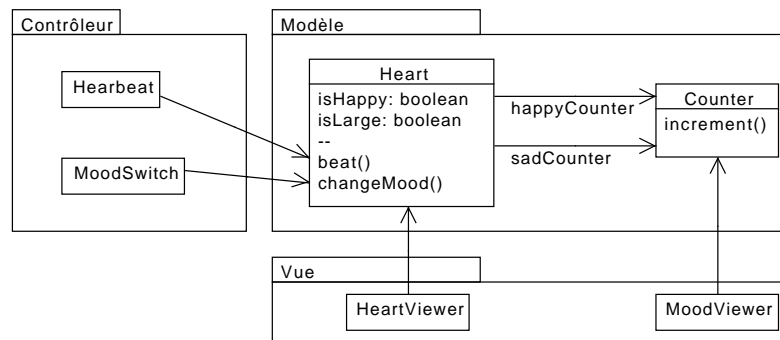 Contrôleur
Hearbeat
MoodSwitch
Modèle
Heart
isHappy: boolean
isLarge: boolean
--
beat()
changeMood()
happyCounter
sadCounter
Counter
increment()
Vue
HeartViewer
MoodViewer